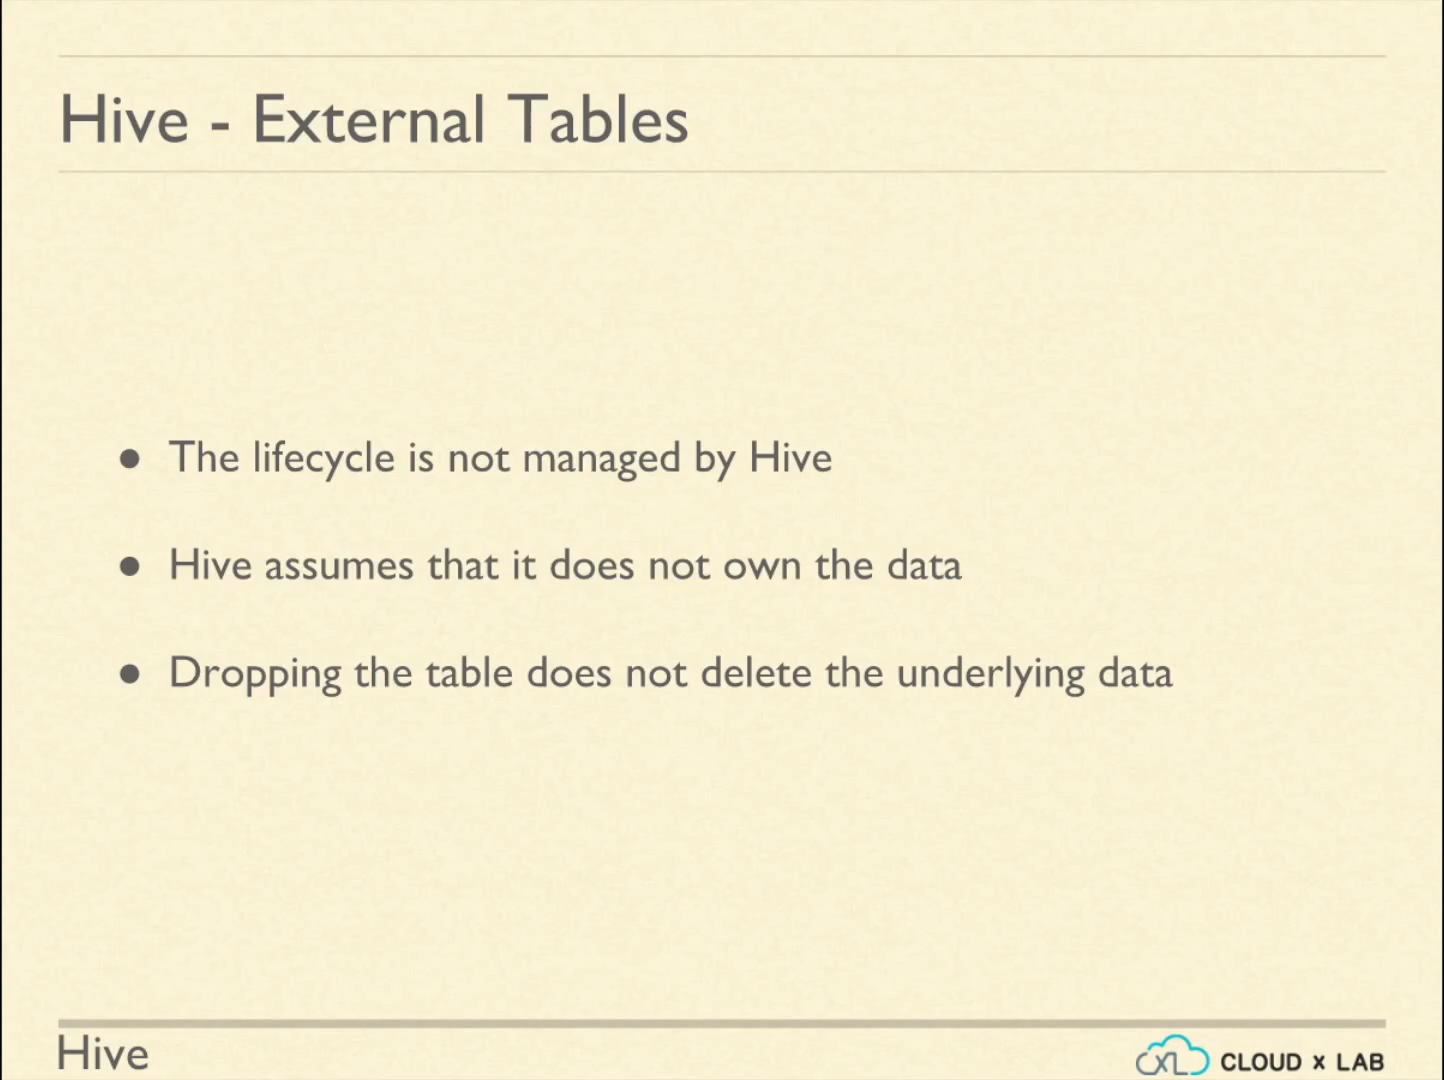 Hive - External Tables
● The lifecycle is not managed by Hive
● Hive assumes that it does not own the data
● Dropping the table does not delete the underlying data
Hive
CXL CLOUD x LAB